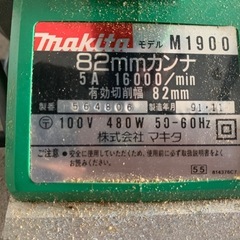 makita モデル M1900
82mmカンナ
5A 16000/min
有効切削幅 82mm
製番 564806 製造年月 91・11
100V 480W 50-60Hz
株式会社 マキタ
55